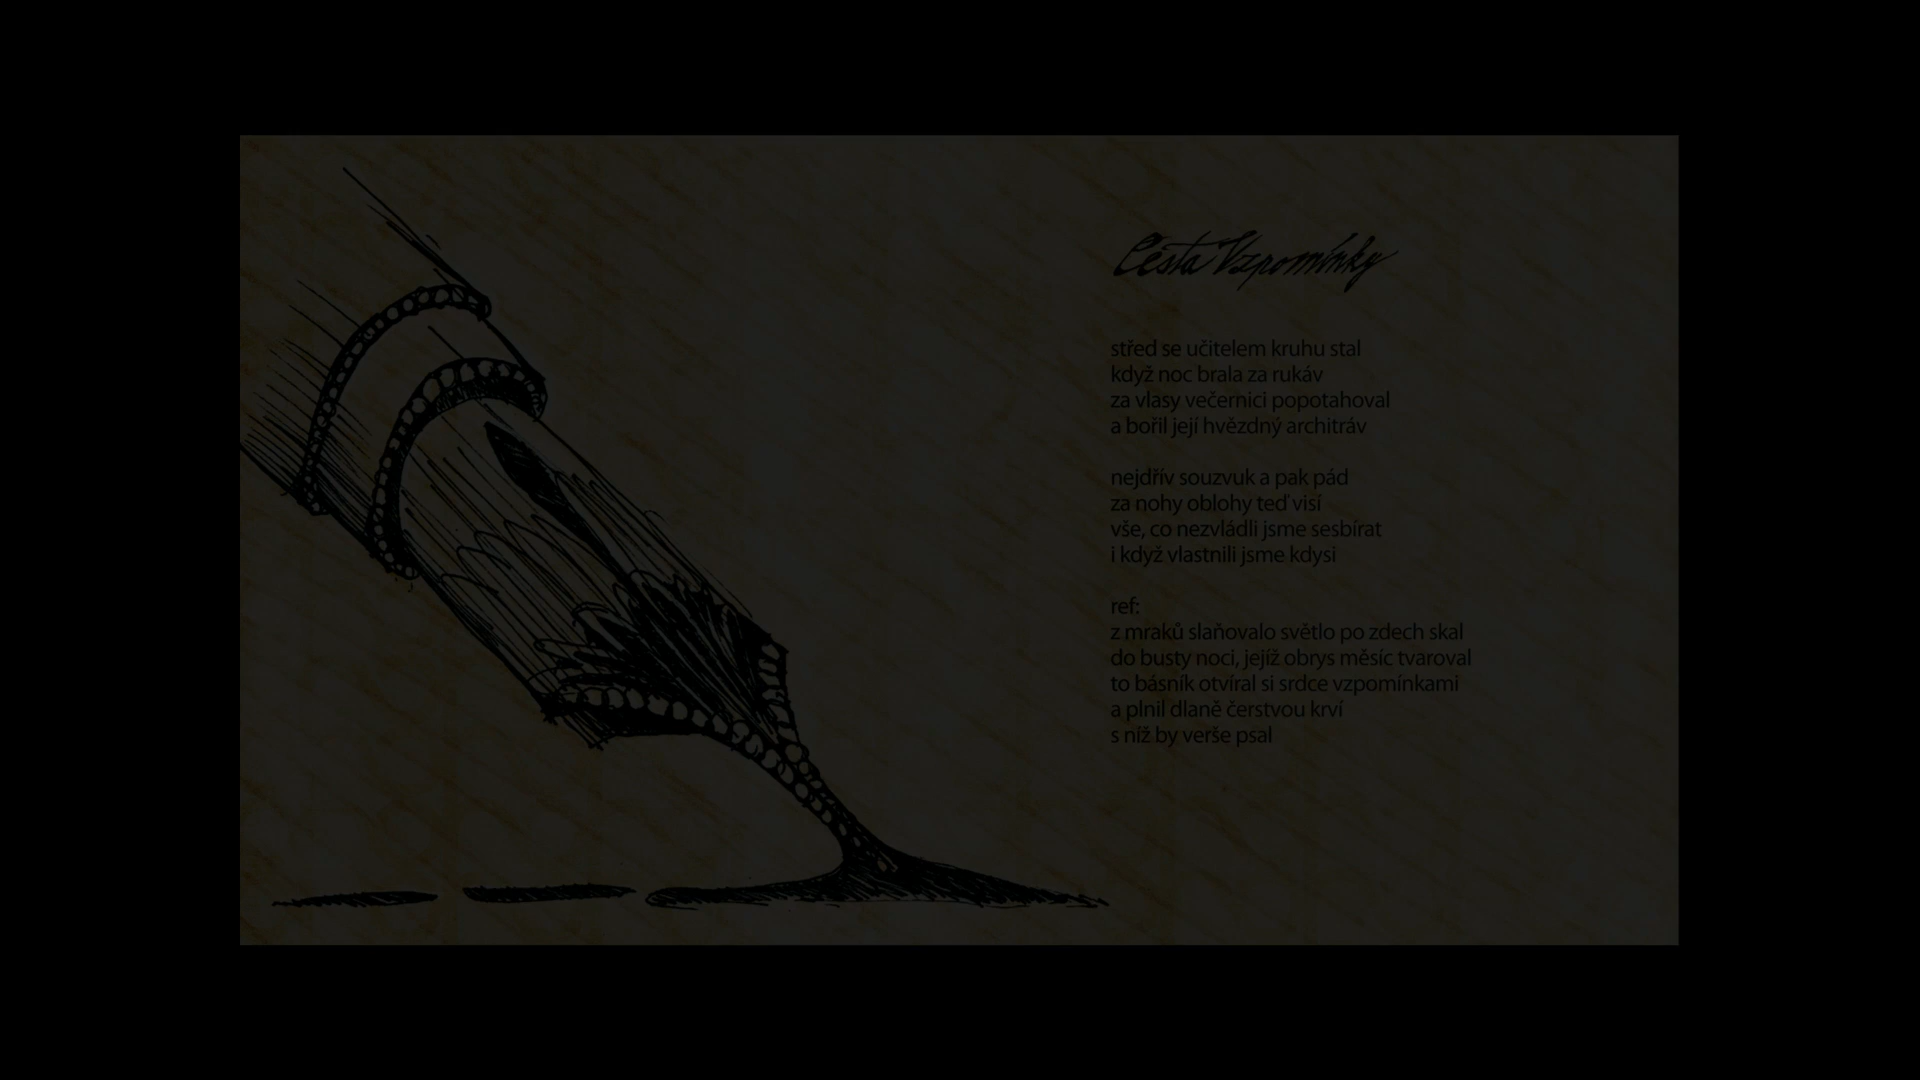 Cesta Vzpomínky
střed se učitelem kruhu stal
když noc brala za rukáv
za vlasy večernici popotahoval
a bořil její hvězdný architráv
nejdřív souzvuk a pak pád
za nohy oblohy teď visí
vše, co nezvládli jsme sesbírat
i když vlastnili jsme kdysi
ref:
z mraků slaňovalo světlo po zdech skal
do busty noci, jejíž obrys měsíc tvaroval
to básník otvíral si srdce vzpomínkami
a plnil dlaně čerstvou krví
s níž by verše psal